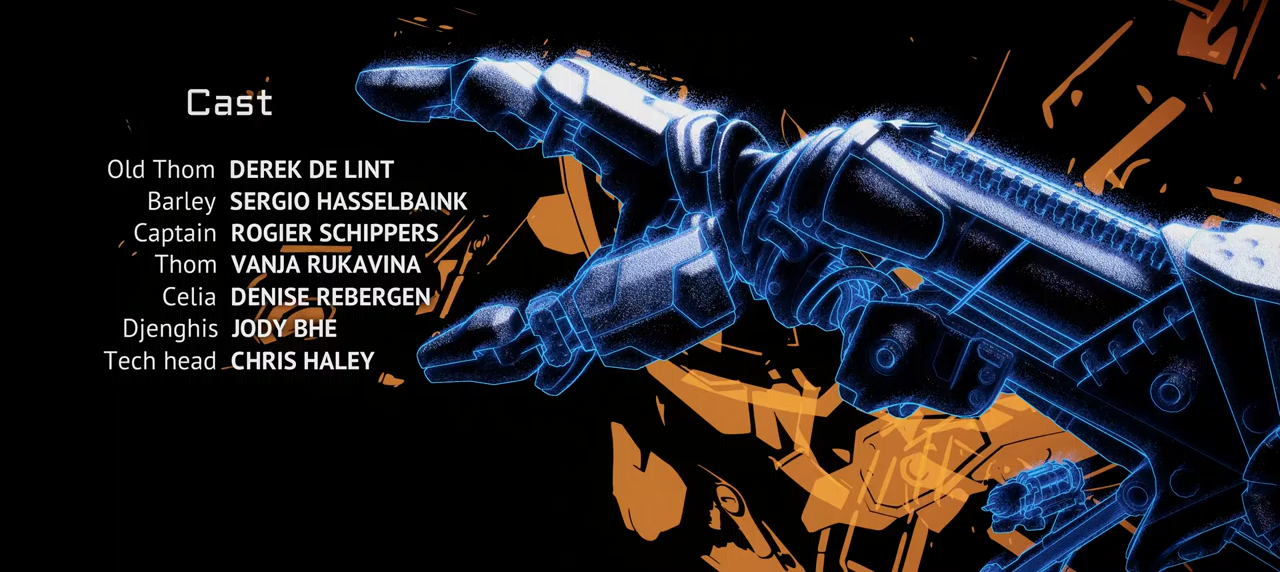 Cast
Old Thom DEREK DE LINT
Barley SERGIO HASSELBAINK
Captain ROGIER SCHIPPERS
Thom VANJA RUKAVINA
Celia DENISE REBERGEN
Djenghis JODY BHE
Tech head CHRIS HALEY